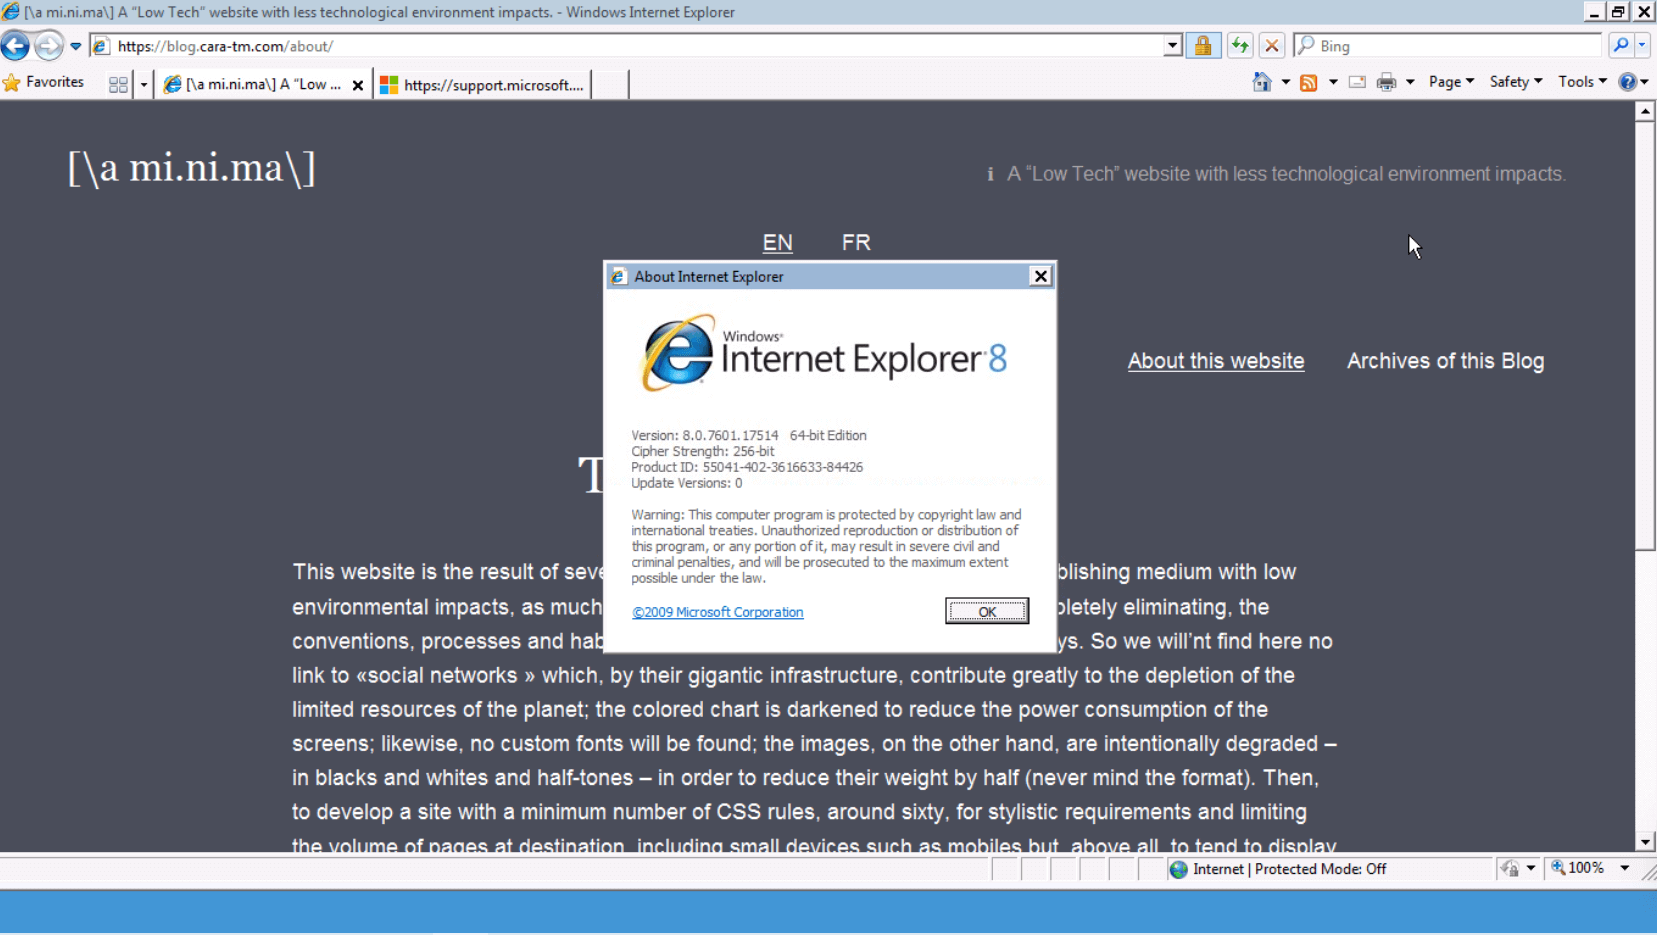 [\a mi.ni.ma\] A “Low Tech” website with less technological environment impacts. - Windows Internet Explorer
https://blog.cara-tm.com/about/
Bing
Favorites
[\a mi.ni.ma\] A “Low ...
https://support.microsoft....
Page
Safety
Tools
[\a mi.ni.ma\]
i A “Low Tech” website with less technological environment impacts.
EN FR
About Internet Explorer
Windows®
Internet Explorer 8
About this website Archives of this Blog
Version: 8.0.7601.17514 64-bit Edition
Cipher Strength: 256-bit
Product ID: 55041-402-3616633-84426
Update Versions: 0
Warning: This computer program is protected by copyright law and
international treaties. Unauthorized reproduction or distribution of
this program, or any portion of it, may result in severe civil and
criminal penalties, and will be prosecuted to the maximum extent
possible under the law.
©2009 Microsoft Corporation
OK
This website is the result of seve blishing medium with low
environmental impacts, as much pletely eliminating, the
conventions, processes and hab ys. So we will'nt find here no
link to «social networks » which, by their gigantic infrastructure, contribute greatly to the depletion of the
limited resources of the planet; the colored chart is darkened to reduce the power consumption of the
screens; likewise, no custom fonts will be found; the images, on the other hand, are intentionally degraded –
in blacks and whites and half-tones – in order to reduce their weight by half (never mind the format). Then,
to develop a site with a minimum number of CSS rules, around sixty, for stylistic requirements and limiting
the volume of pages at destination, including small devices such as mobiles but, above all, to tend to display
Internet | Protected Mode: Off
100%